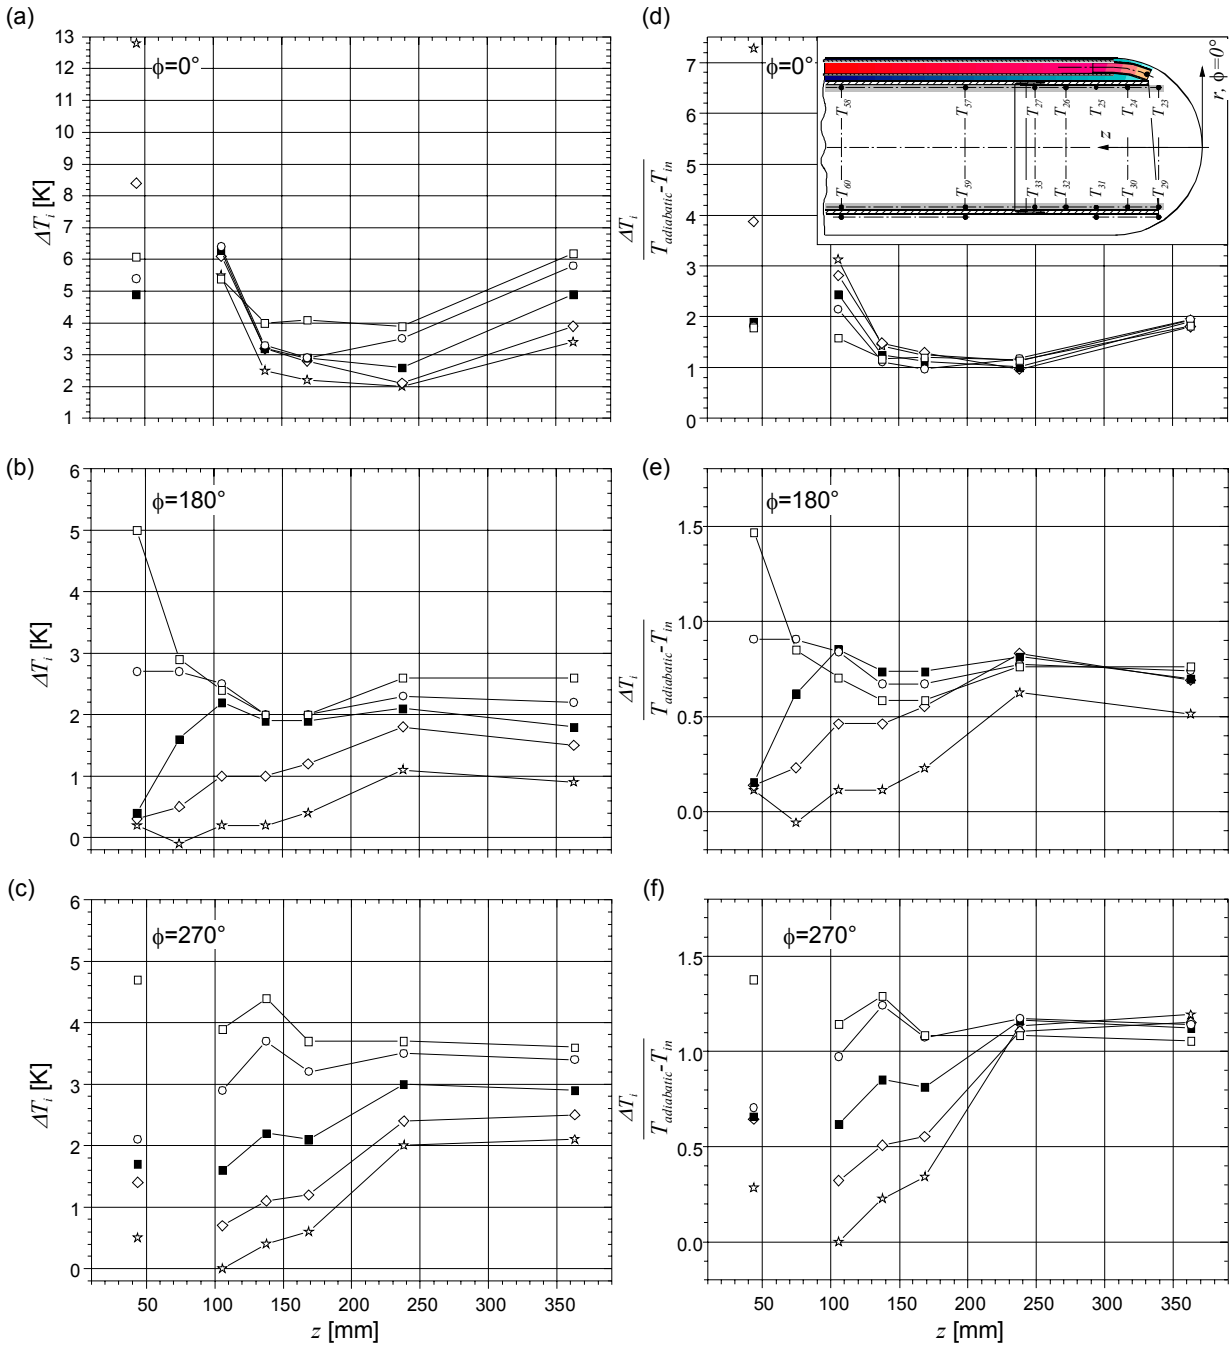 (a)
13
12
11
10
9
8
7
6
5
4
3
2
1
ΔT_i [K]
ϕ=0°
(d)
7
6
5
4
3
2
1
0
ΔT_i
T_adiabatic-T_in
ϕ=0°
T_58 T_57 T_27 T_26 T_25 T_24 T_23
z
r, ϕ=0°
T_60 T_59 T_33 T_32 T_31 T_30 T_29
(b)
6
5
4
3
2
1
0
ΔT_i [K]
ϕ=180°
(e)
1.5
1.0
0.5
0.0
ΔT_i
T_adiabatic-T_in
ϕ=180°
(c)
6
5
4
3
2
1
0
ΔT_i [K]
ϕ=270°
50 100 150 200 250 300 350
z [mm]
(f)
1.5
1.0
0.5
0.0
ΔT_i
T_adiabatic-T_in
ϕ=270°
50 100 150 200 250 300 350
z [mm]